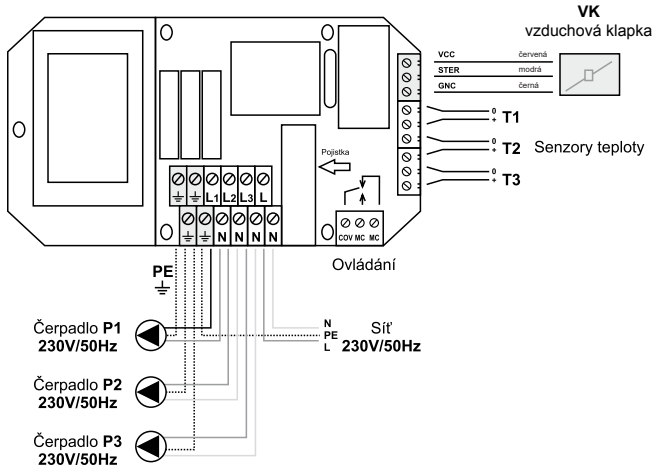 VK
vzduchová klapka
VCC červená
STER modrá
GNC černá
0
+ T1
0
+ T2 Senzory teploty
0
+ T3
Pojistka
L1 L2 L3 L
N N N N
COV MC MC
Ovládání
PE
Čerpadlo P1
230V/50Hz
N
PE
L
Síť
230V/50Hz
Čerpadlo P2
230V/50Hz
Čerpadlo P3
230V/50Hz